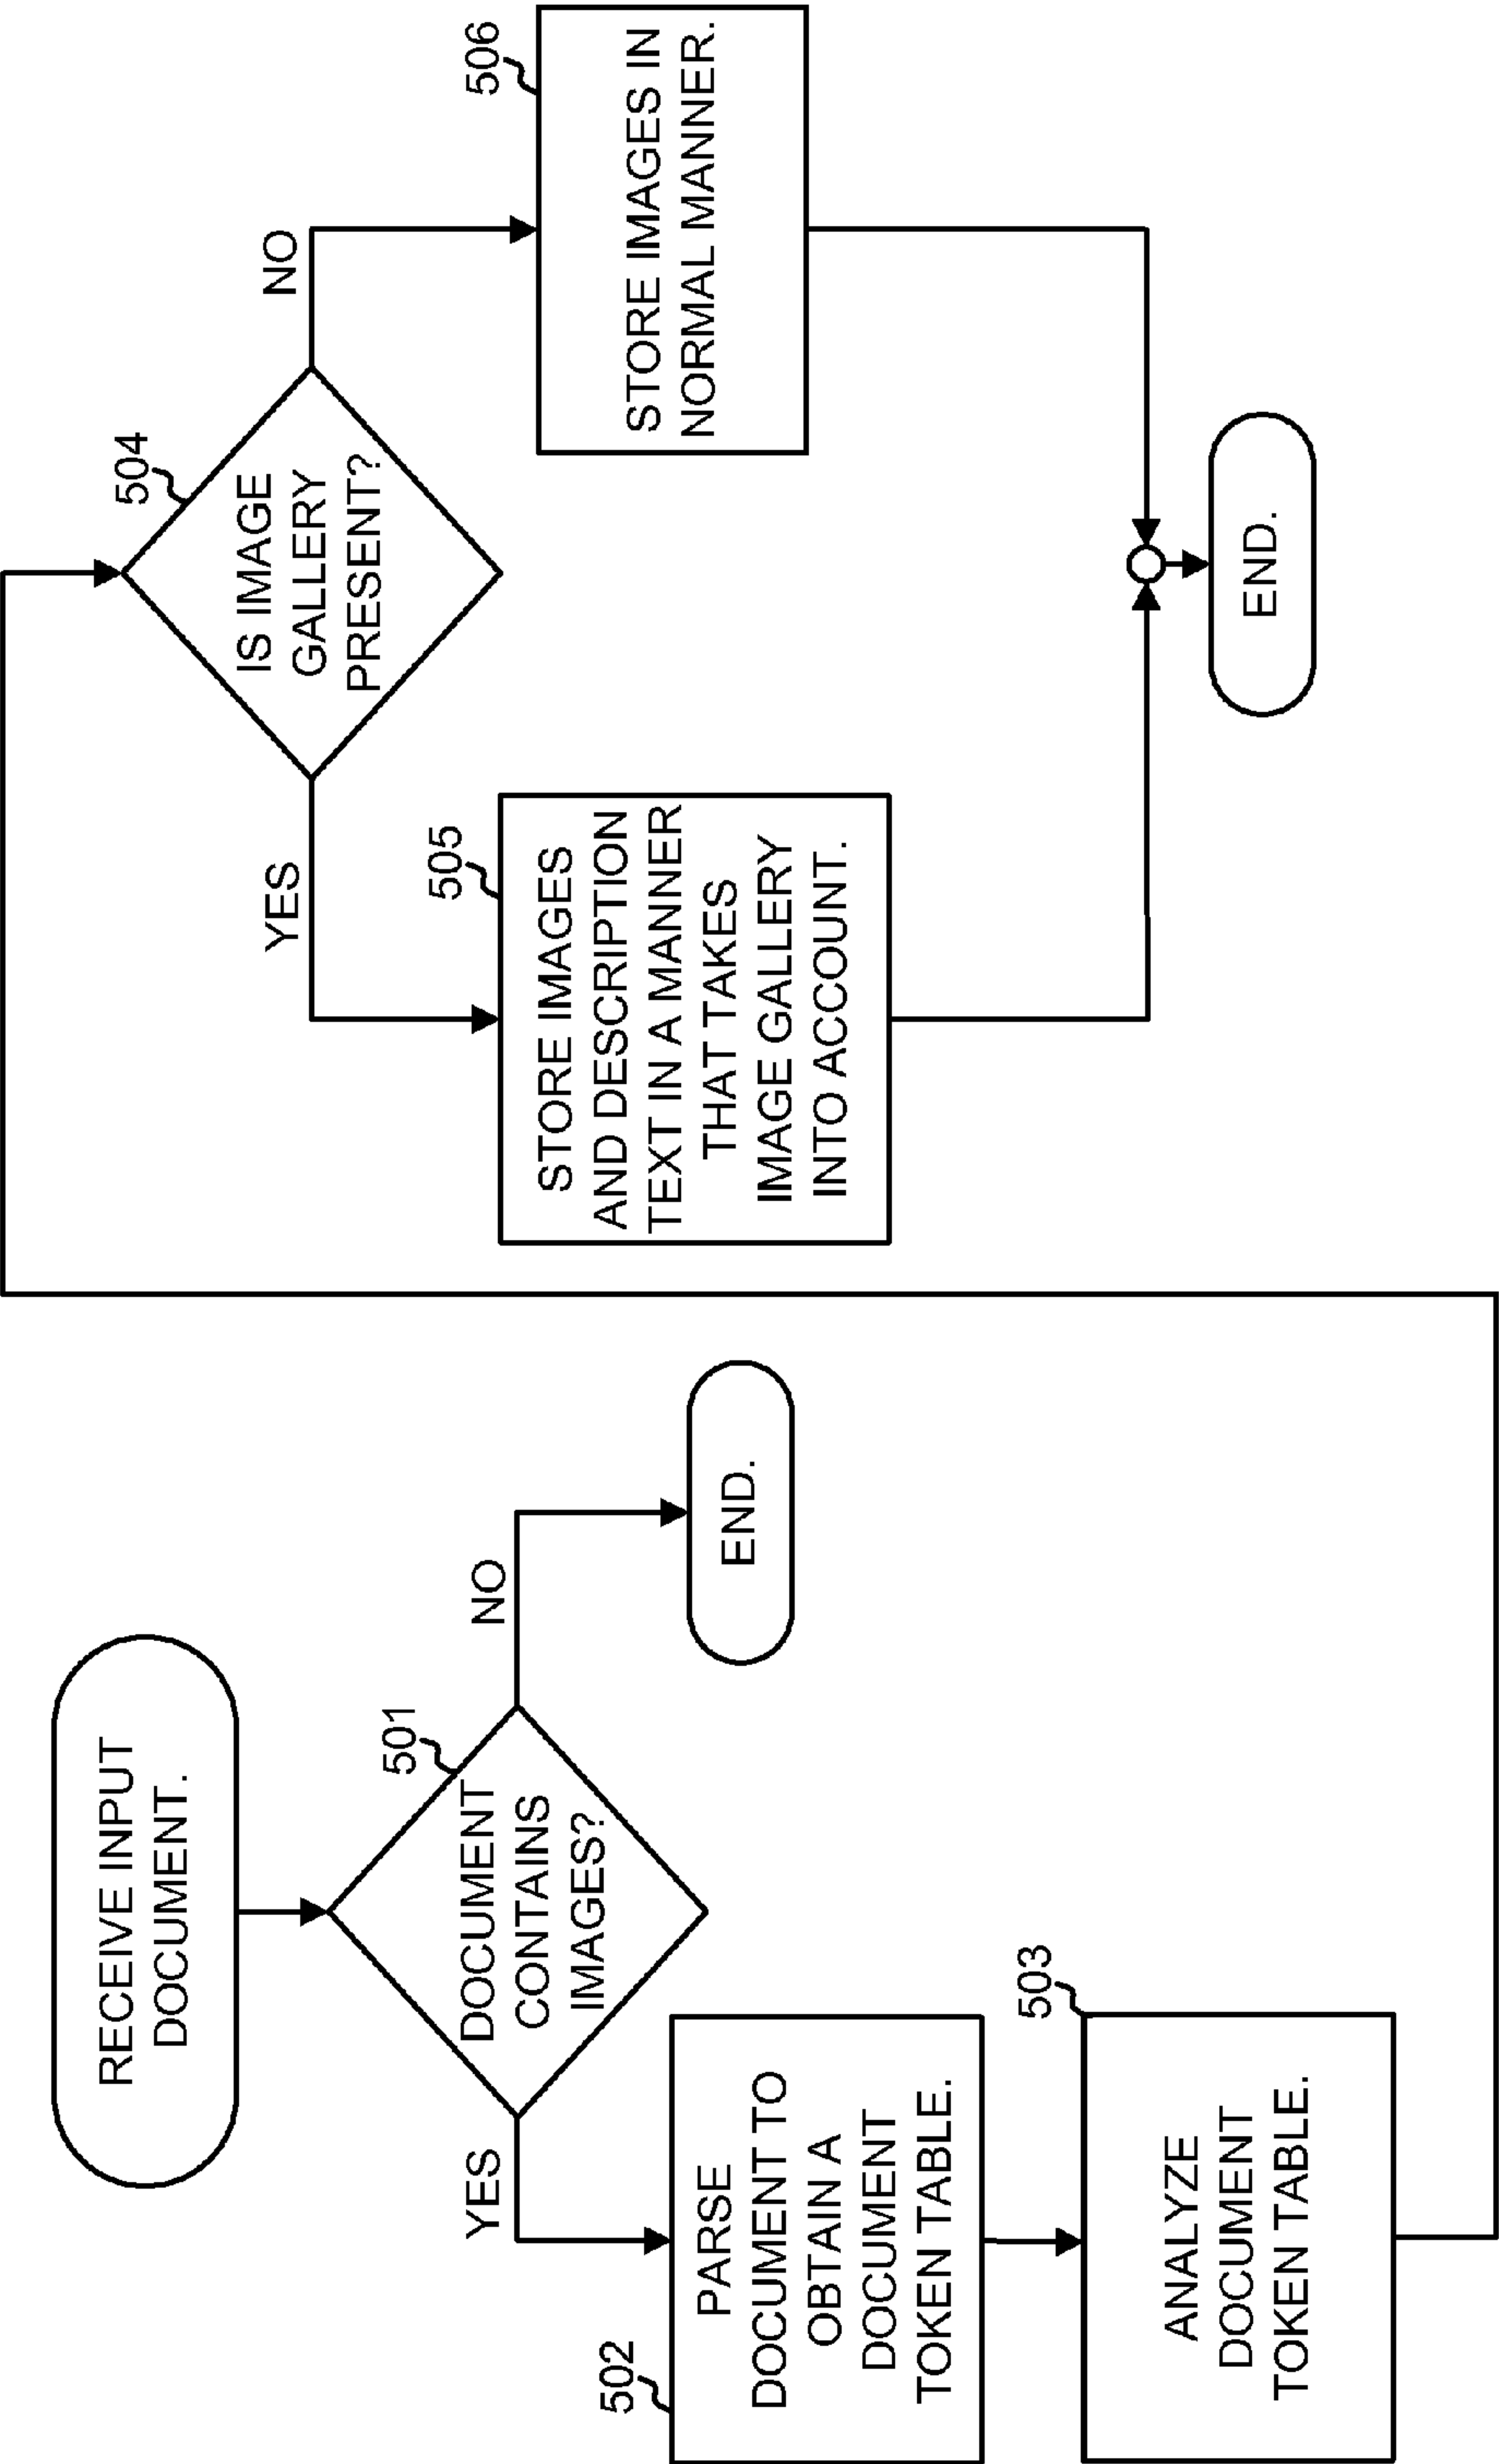 RECEIVE INPUT
DOCUMENT.
501
DOCUMENT
CONTAINS
IMAGES?
YES
NO
END.
502
PARSE
DOCUMENT TO
OBTAIN A
DOCUMENT
TOKEN TABLE.
503
ANALYZE
DOCUMENT
TOKEN TABLE.
504
IS IMAGE
GALLERY
PRESENT?
YES
NO
505
STORE IMAGES
AND DESCRIPTION
TEXT IN A MANNER
THAT TAKES
IMAGE GALLERY
INTO ACCOUNT.
506
STORE IMAGES IN
NORMAL MANNER.
END.